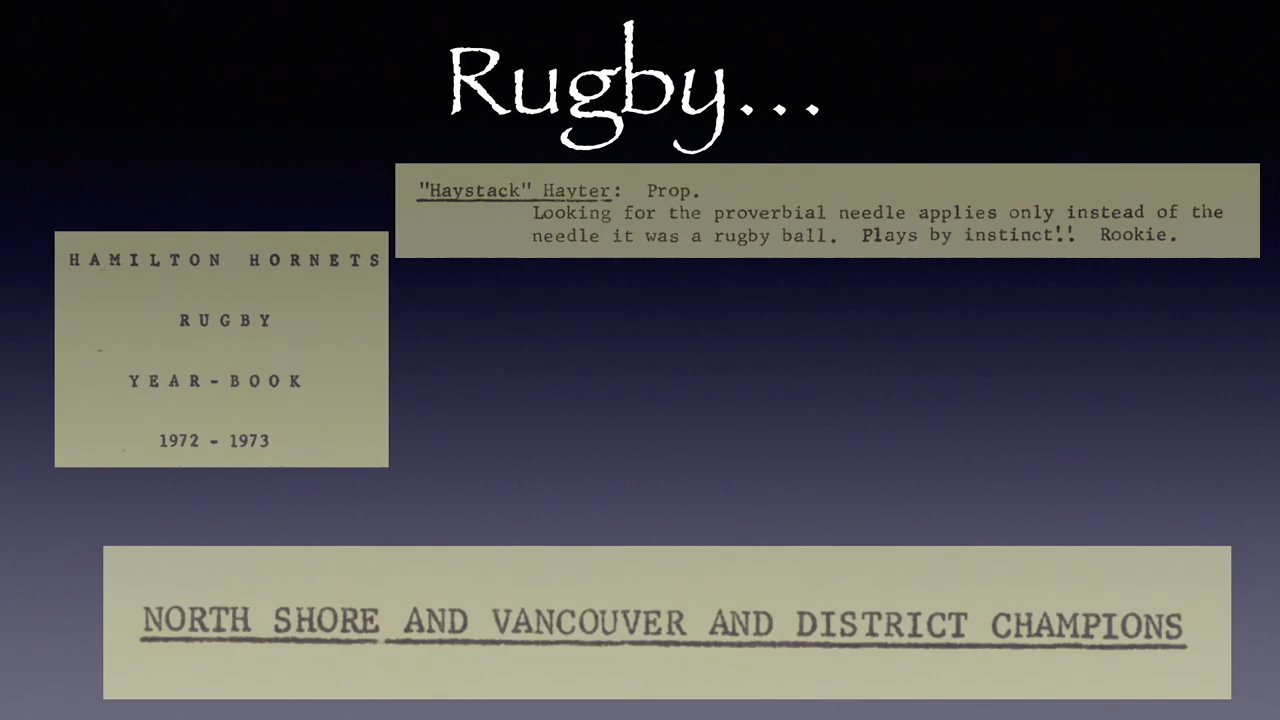 Rugby...
"Haystack" Hayter: Prop.
Looking for the proverbial needle applies only instead of the
needle it was a rugby ball. Plays by instinct!! Rookie.
HAMILTON HORNETS
RUGBY
YEAR-BOOK
1972 - 1973
NORTH SHORE AND VANCOUVER AND DISTRICT CHAMPIONS